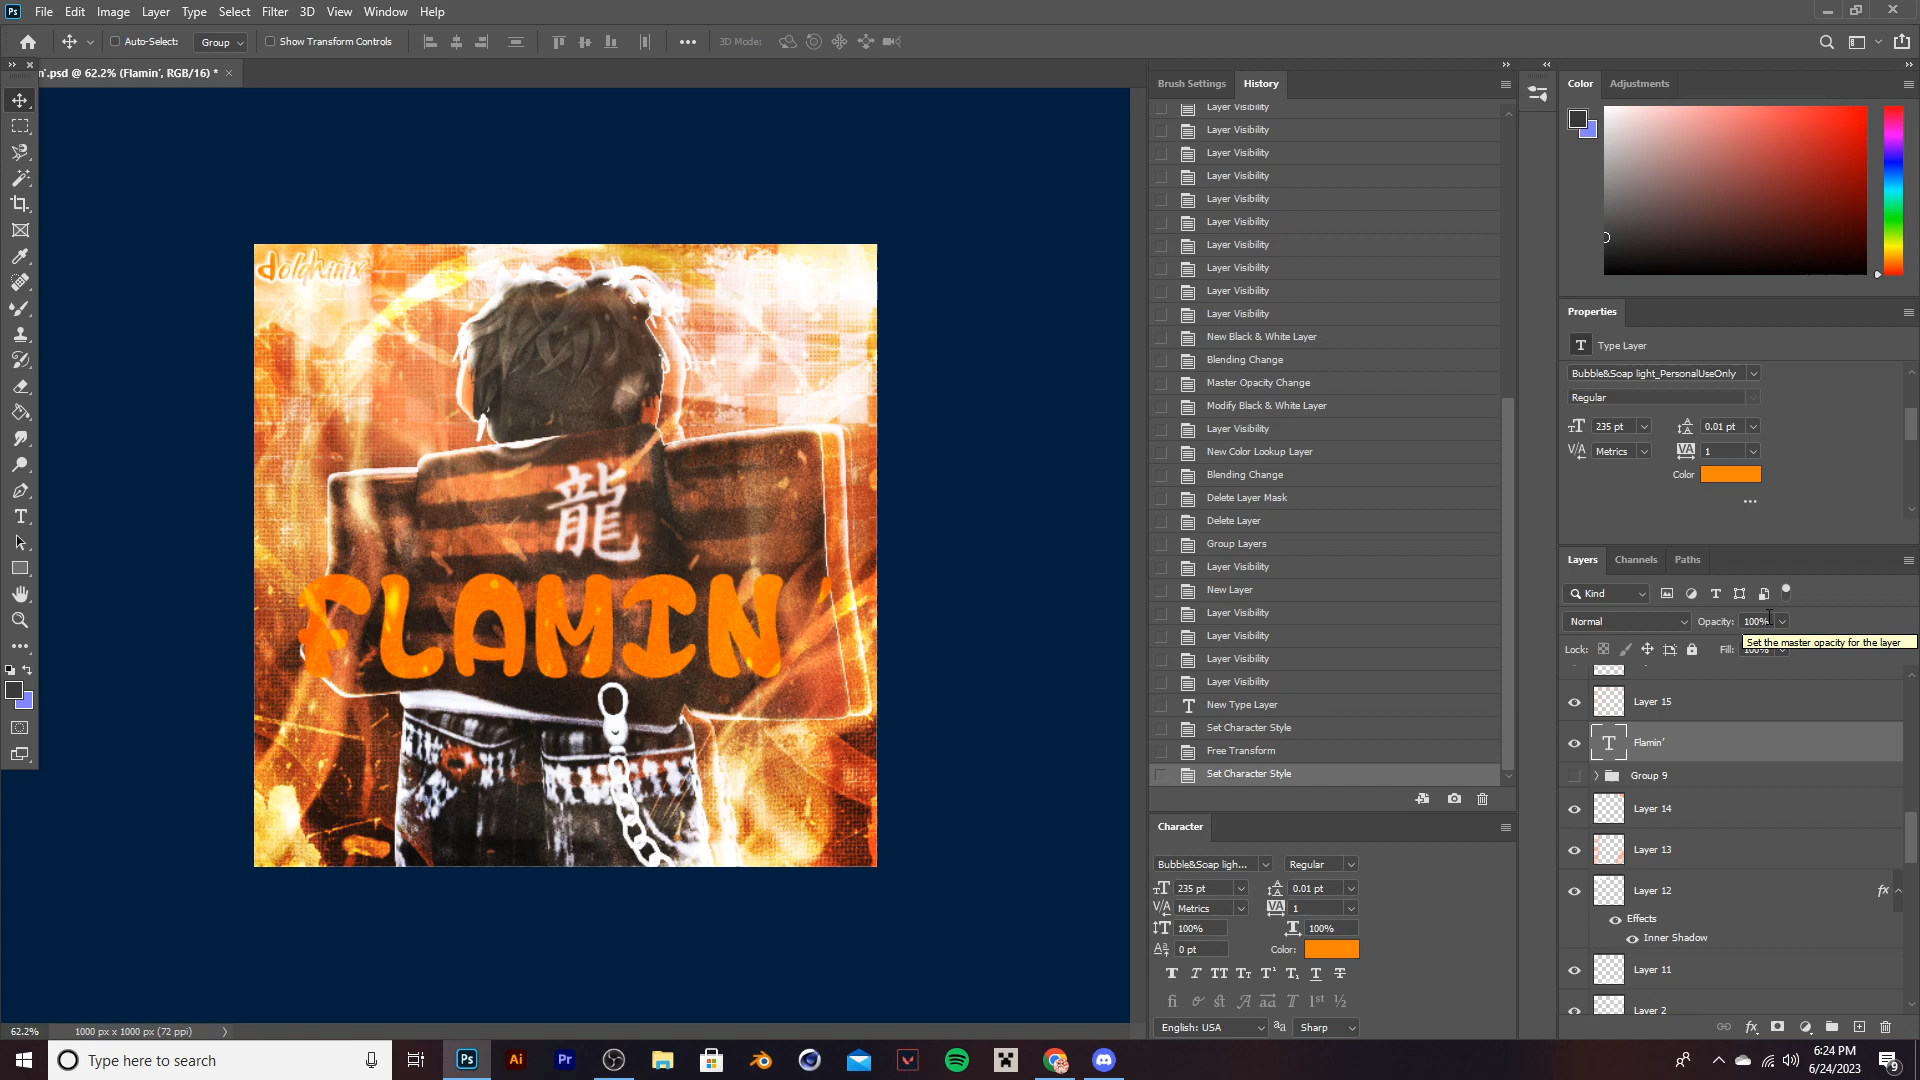 Ps File Edit Image Layer Type Select Filter 3D View Window Help
Auto-Select: Group Show Transform Controls 3D Mode:
n'.psd @ 62.2% (Flamin', RGB/16) *
dolphinix
龍
FLAMIN'
62.2% 1000 px x 1000 px (72 ppi)
Brush Settings History
Layer Visibility
Layer Visibility
Layer Visibility
Layer Visibility
Layer Visibility
Layer Visibility
Layer Visibility
Layer Visibility
Layer Visibility
Layer Visibility
New Black & White Layer
Blending Change
Master Opacity Change
Modify Black & White Layer
Layer Visibility
New Color Lookup Layer
Blending Change
Delete Layer Mask
Delete Layer
Group Layers
Layer Visibility
New Layer
Layer Visibility
Layer Visibility
Layer Visibility
Layer Visibility
New Type Layer
Set Character Style
Free Transform
Set Character Style
Character
Bubble&Soap ligh... Regular
235 pt 0.01 pt
Metrics 1
100% 100%
0 pt Color:
English: USA aa Sharp
Color Adjustments
Properties
T Type Layer
Bubble&Soap light_PersonalUseOnly
Regular
235 pt 0.01 pt
Metrics 1
Color
Layers Channels Paths
Kind
Normal Opacity: 100%
Set the master opacity for the layer
Lock: Fill: 100%
Layer 15
Flamin'
Group 9
Layer 14
Layer 13
Layer 12 fx
Effects
Inner Shadow
Layer 11
Layer 2
Type here to search
Ps Ai Pr
6:24 PM
6/24/2023
9